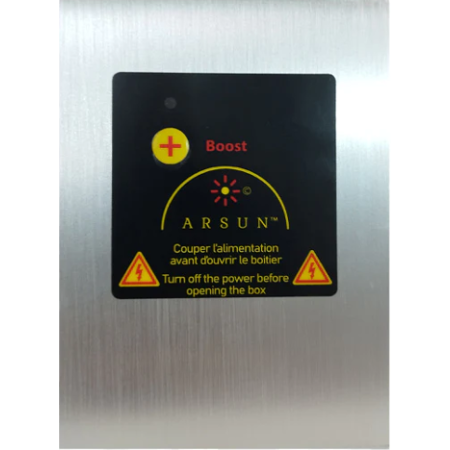 + Boost
©
ARSUN™
Couper l'alimentation
avant d'ouvrir le boitier
Turn off the power before
opening the box